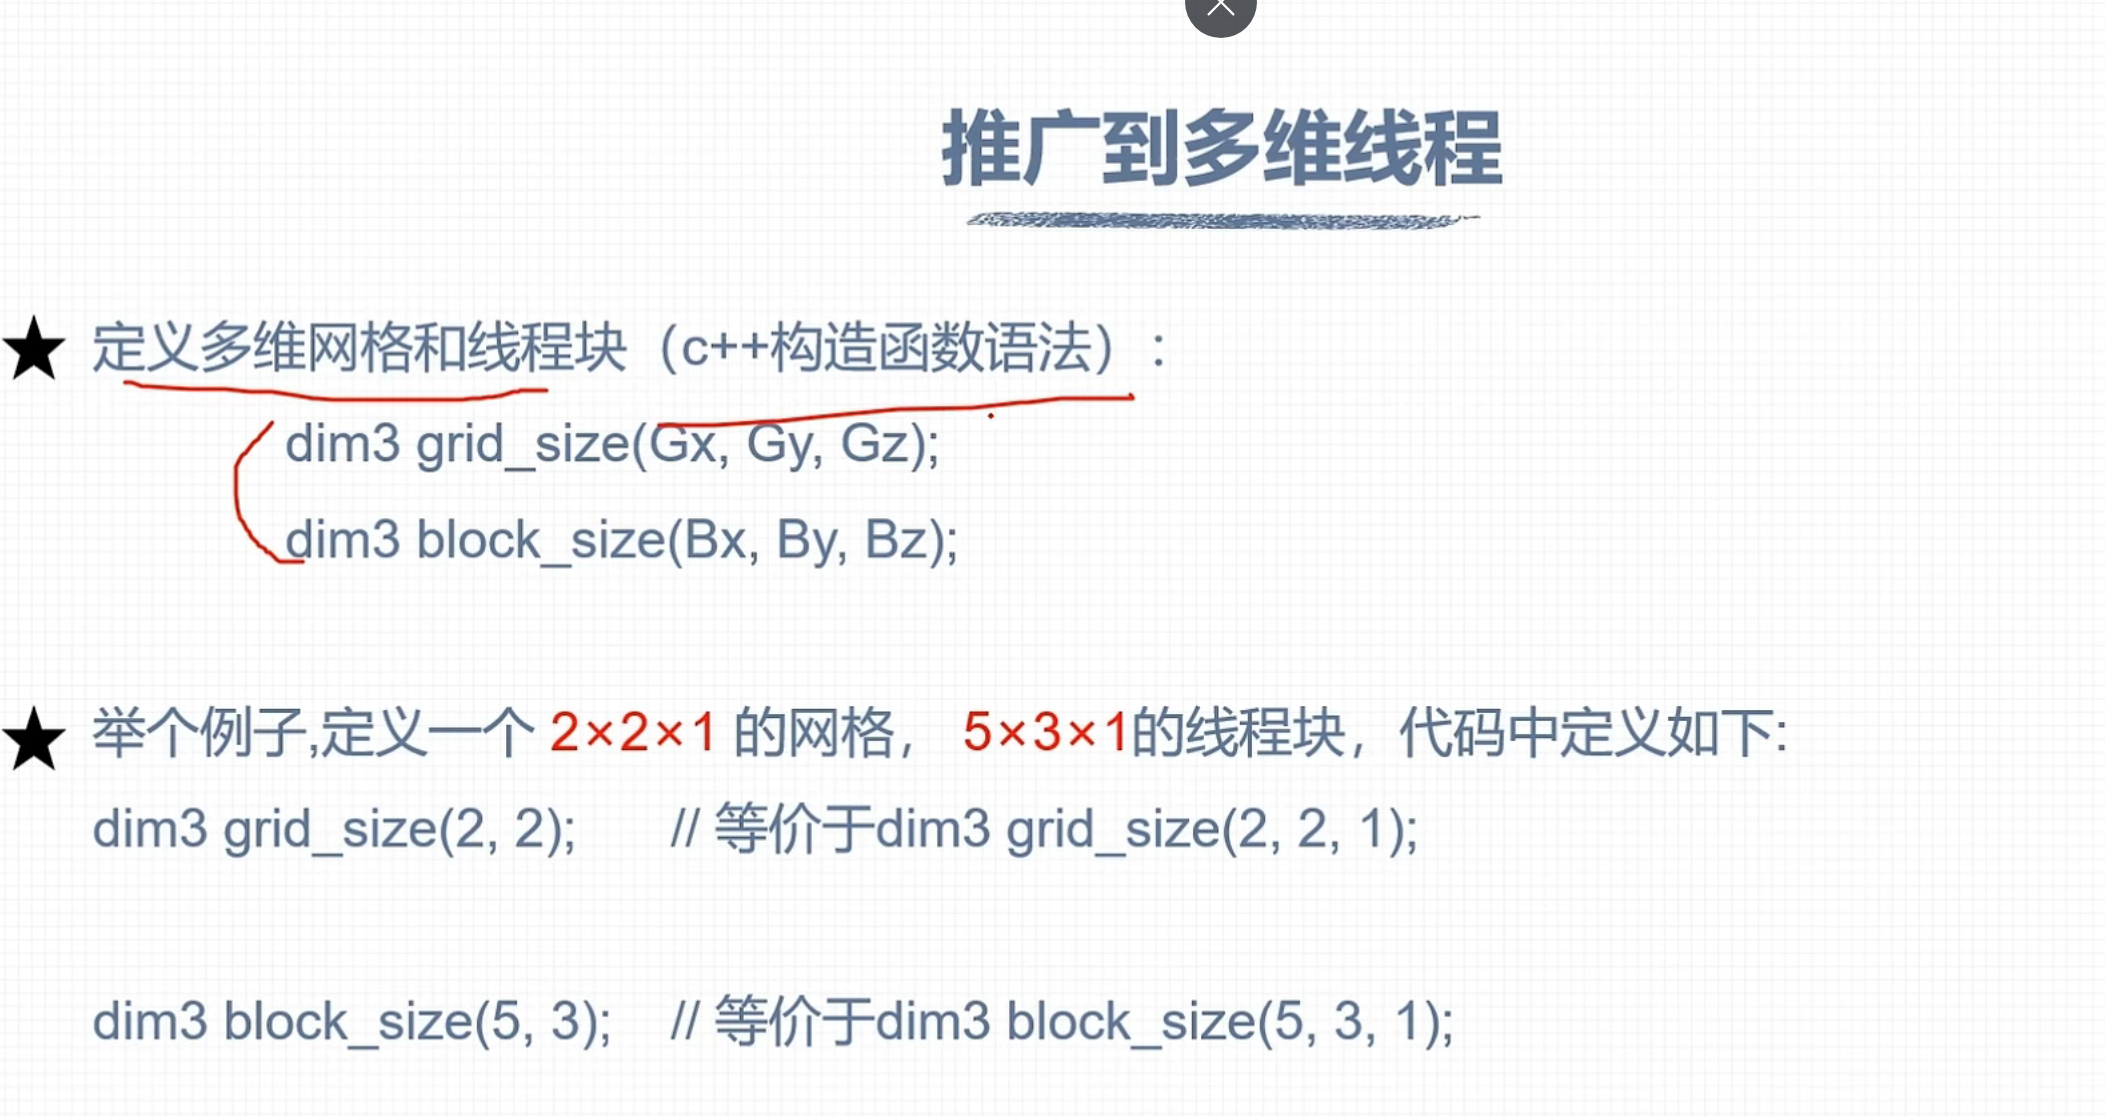 推广到多维线程
定义多维网格和线程块（c++构造函数语法）：
dim3 grid_size(Gx, Gy, Gz);
dim3 block_size(Bx, By, Bz);
举个例子,定义一个 2×2×1 的网格， 5×3×1的线程块，代码中定义如下:
dim3 grid_size(2, 2); // 等价于dim3 grid_size(2, 2, 1);
dim3 block_size(5, 3); // 等价于dim3 block_size(5, 3, 1);